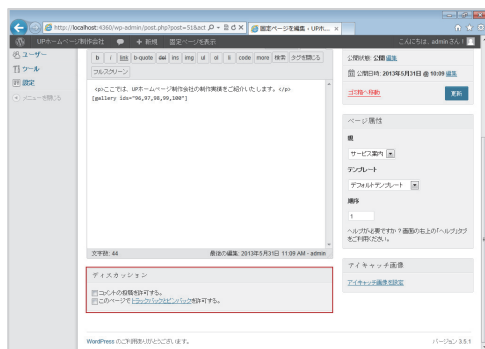 http://localhost:4360/wp-admin/post.php?post=51&act
固定ページを編集 ‹ UPホ...
UPホームページ制作会社
+ 新規
固定ページを表示
こんにちは、admin さん!
ユーザー
ツール
設定
メニューを閉じる
b i link b-quote del ins img ul ol li code more 検索 タグを閉じる
フルスクリーン
<p>ここでは、UPホームページ制作会社の制作実績をご紹介いたします。</p>
[gallery ids="96,97,98,99,100"]
文字数: 44
最後の編集: 2013年5月31日 11:09 AM - admin
ディスカッション
コメントの投稿を許可する。
このページでトラックバックとピンバックを許可する。
公開状態: 公開 編集
公開日時: 2013年5月31日 @ 10:09 編集
ゴミ箱へ移動
更新
ページ属性
親
サービス案内
テンプレート
デフォルトテンプレート
順序
1
ヘルプが必要ですか ? 画面の右上の「ヘルプ」タブ
をご利用ください。
アイキャッチ画像
アイキャッチ画像を設定
WordPress のご利用ありがとうございます。
バージョン 3.5.1